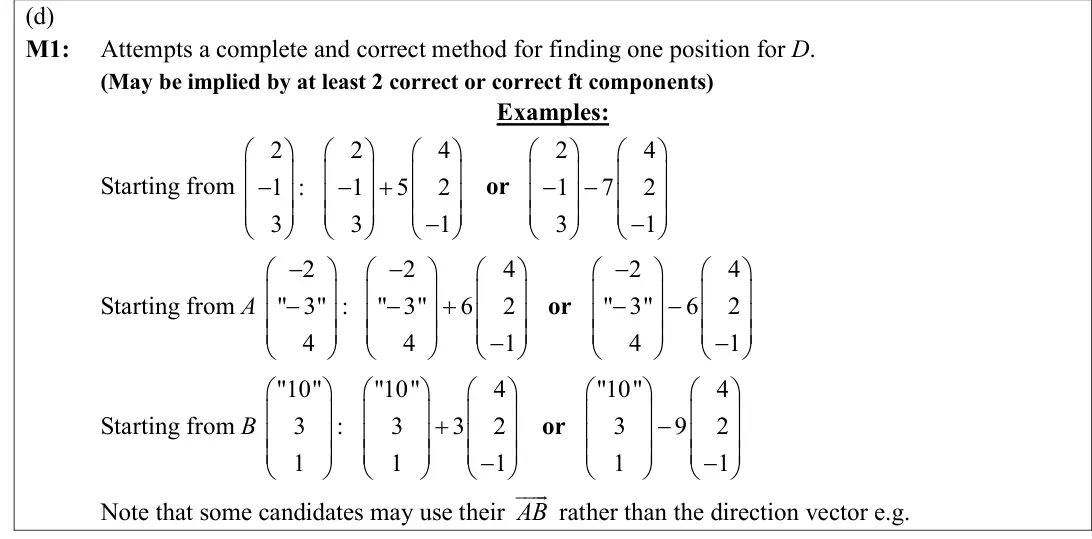 (d)
M1: Attempts a complete and correct method for finding one position for D.
(May be implied by at least 2 correct or correct ft components)
Examples:
Starting from ( 2 −1 3 ) : ( 2 −1 3 ) + 5 ( 4 2 −1 ) or ( 2 −1 3 ) − 7 ( 4 2 −1 )
Starting from A ( −2 "−3" 4 ) : ( −2 "−3" 4 ) + 6 ( 4 2 −1 ) or ( −2 "−3" 4 ) − 6 ( 4 2 −1 )
Starting from B ( "10" 3 1 ) : ( "10" 3 1 ) + 3 ( 4 2 −1 ) or ( "10" 3 1 ) − 9 ( 4 2 −1 )
Note that some candidates may use their AB rather than the direction vector e.g.